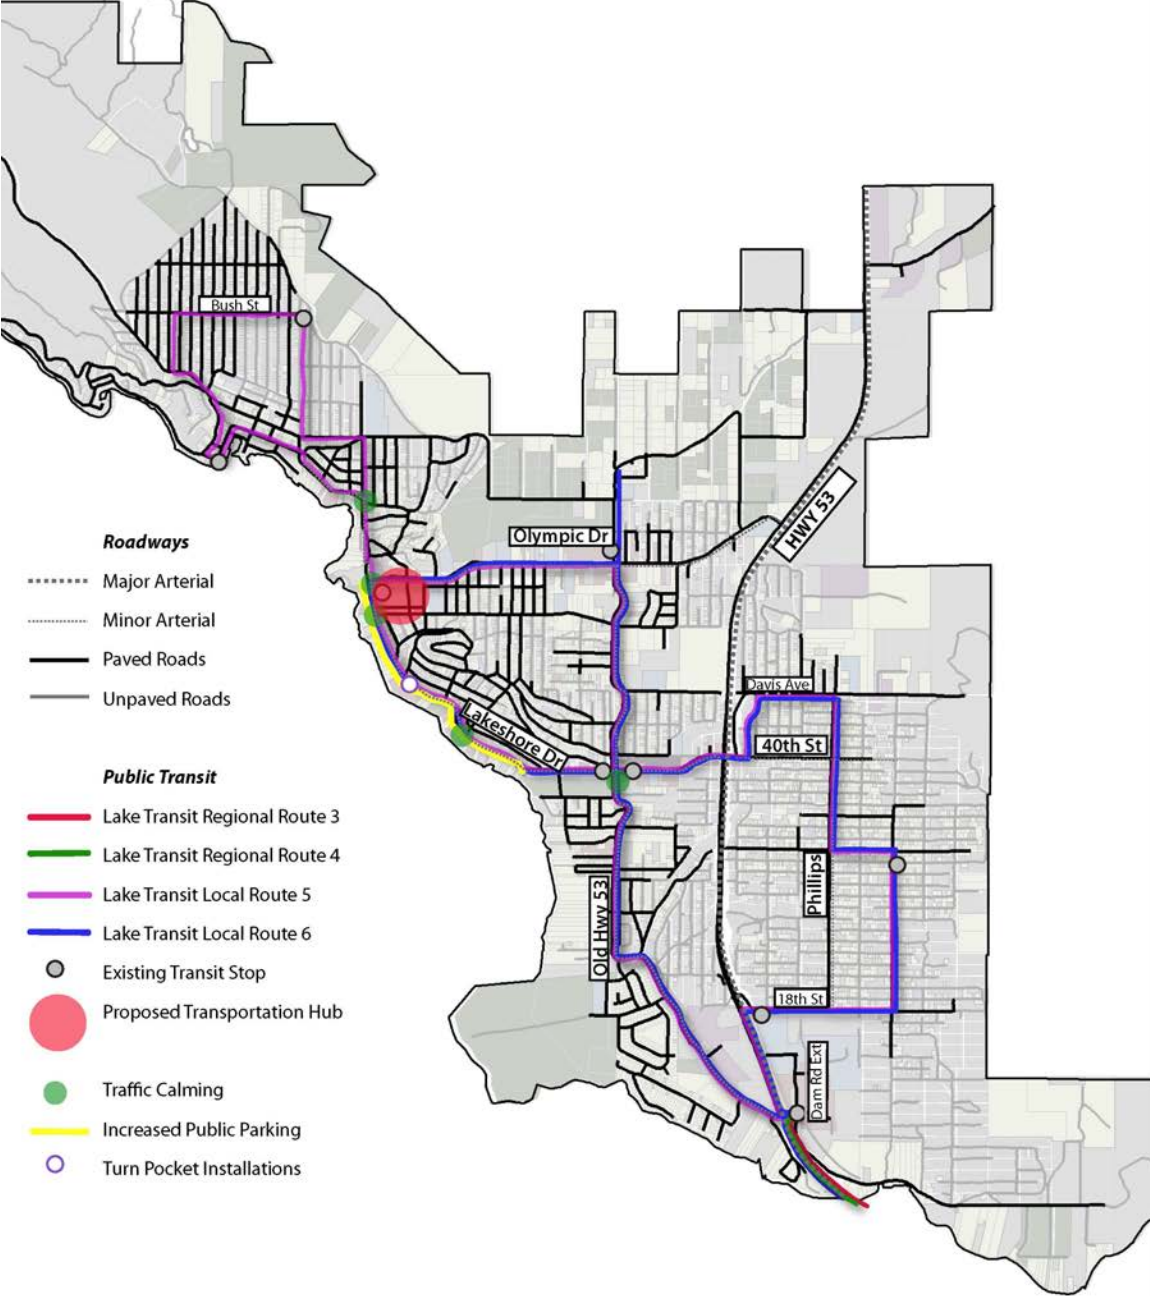 Bush St
HWY 53
Olympic Dr
Roadways
Major Arterial
Minor Arterial
Paved Roads
Unpaved Roads
Davis Ave
Lakeshore Dr
40th St
Public Transit
Lake Transit Regional Route 3
Lake Transit Regional Route 4
Lake Transit Local Route 5
Lake Transit Local Route 6
Phillips
Old Hwy 53
Existing Transit Stop
18th St
Proposed Transportation Hub
Dam Rd Ext
Traffic Calming
Increased Public Parking
Turn Pocket Installations